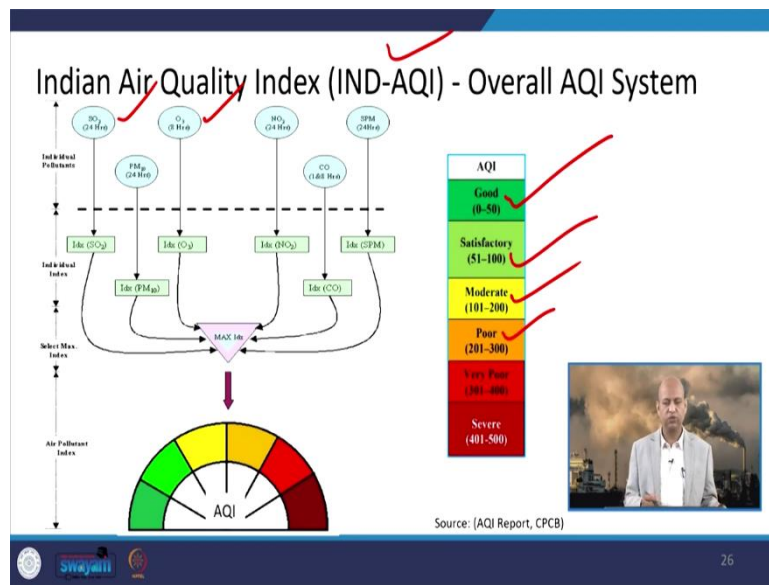 Indian Air Quality Index (IND-AQI) - Overall AQI System
SO2
(24 Hrs)
O3
(8 Hrs)
NO2
(24 Hrs)
SPM
(24Hrs)
Individual
Pollutants
PM10
(24 Hrs)
CO
(1&8 Hrs)
Individual
Index
Idx (SO2)
Idx (O3)
Idx (NO2)
Idx (SPM)
Idx (PM10)
Idx (CO)
Select Max.
Index
MAX Idx
Air Pollutant
Index
AQI
AQI
Good
(0–50)
Satisfactory
(51–100)
Moderate
(101–200)
Poor
(201–300)
Very Poor
(301–400)
Severe
(401-500)
Source: (AQI Report, CPCB)
swayam
26